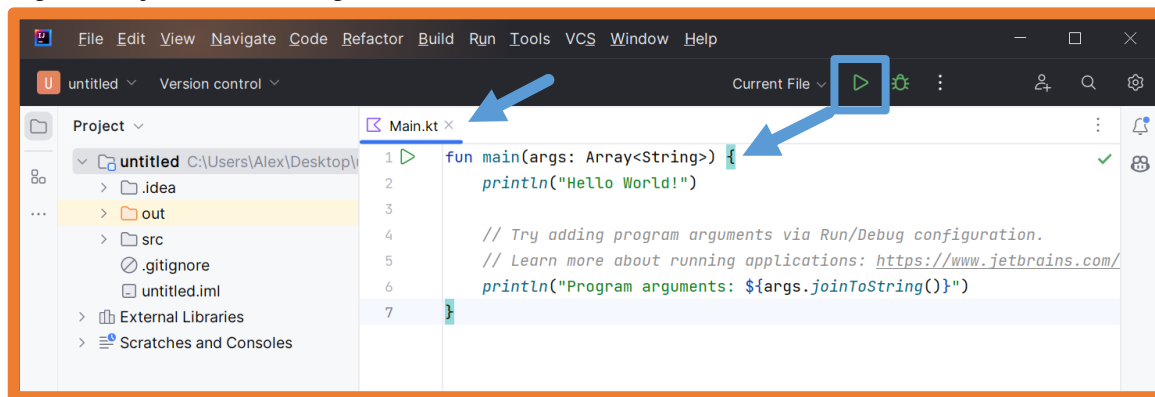 File Edit View Navigate Code Refactor Build Run Tools VCS Window Help
U untitled Version control Current File
Project Main.kt
untitled C:\Users\Alex\Desktop\
1 fun main(args: Array<String>) {
.idea
2 println("Hello World!")
out
3
src
4 // Try adding program arguments via Run/Debug configuration.
.gitignore
5 // Learn more about running applications: https://www.jetbrains.com/
untitled.iml
6 println("Program arguments: ${args.joinToString()}")
External Libraries
7 }
Scratches and Consoles